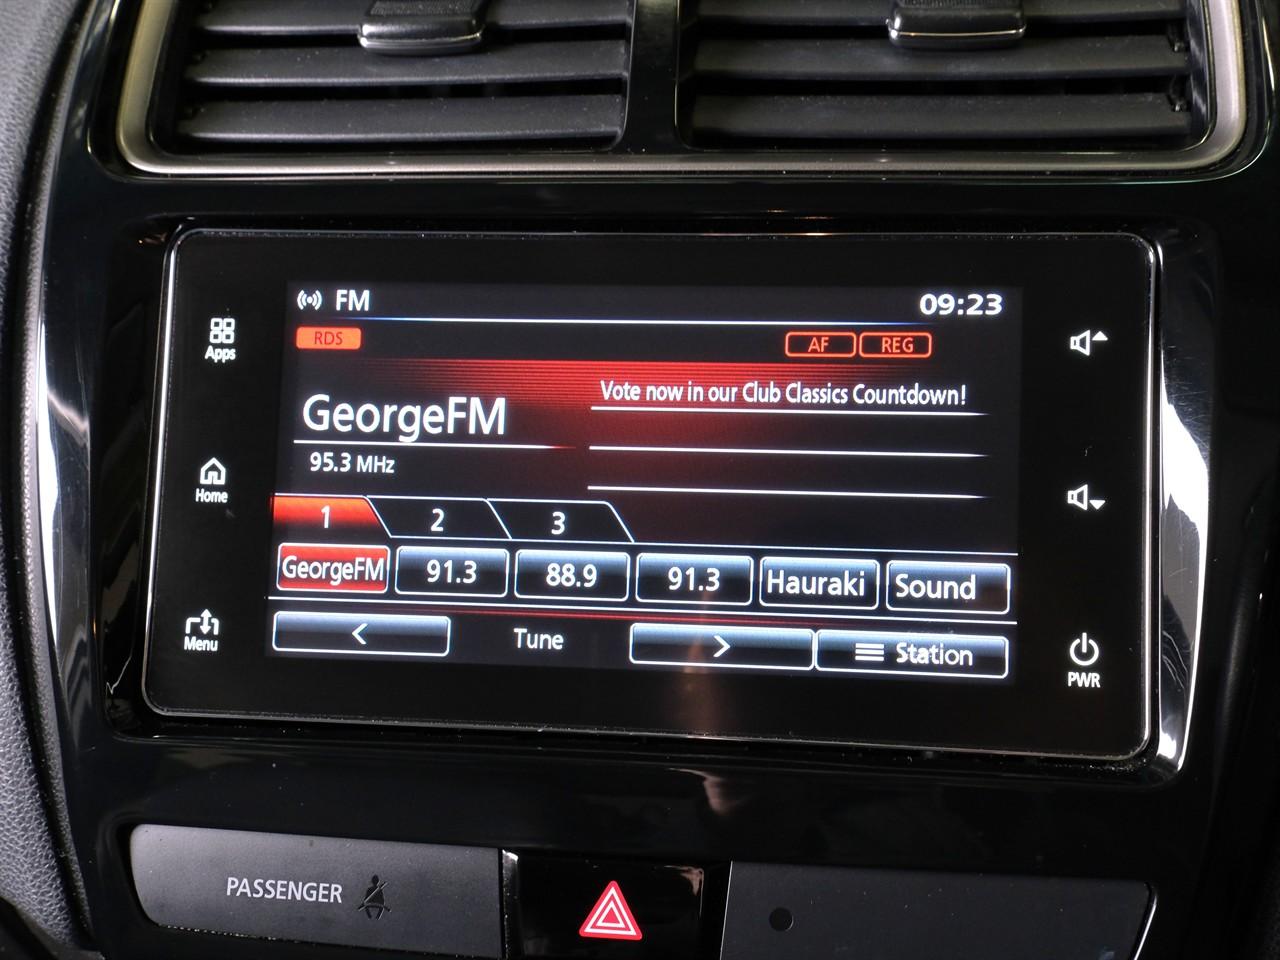 FM 09:23
RDS AF REG
Apps
Vote now in our Club Classics Countdown!
GeorgeFM
95.3 MHz
Home
1 2 3
GeorgeFM 91.3 88.9 91.3 Hauraki Sound
Menu
< Tune > Station
PWR
PASSENGER